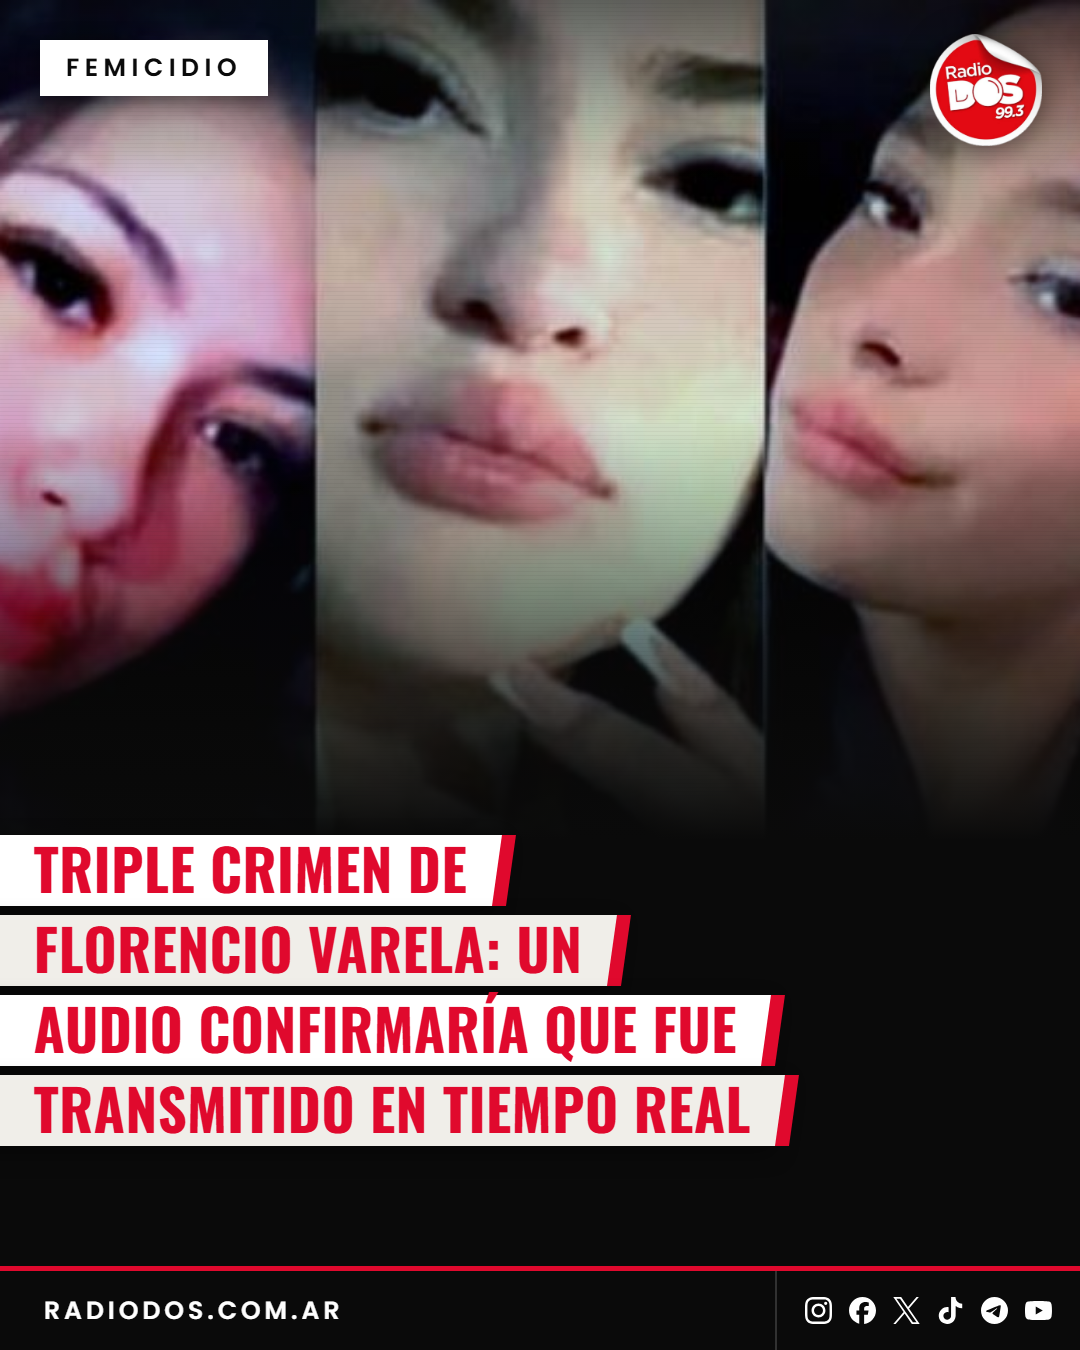 FEMICIDIO
Radio
DOS
99.3
TRIPLE CRIMEN DE
FLORENCIO VARELA: UN
AUDIO CONFIRMARÍA QUE FUE
TRANSMITIDO EN TIEMPO REAL
RADIODOS.COM.AR